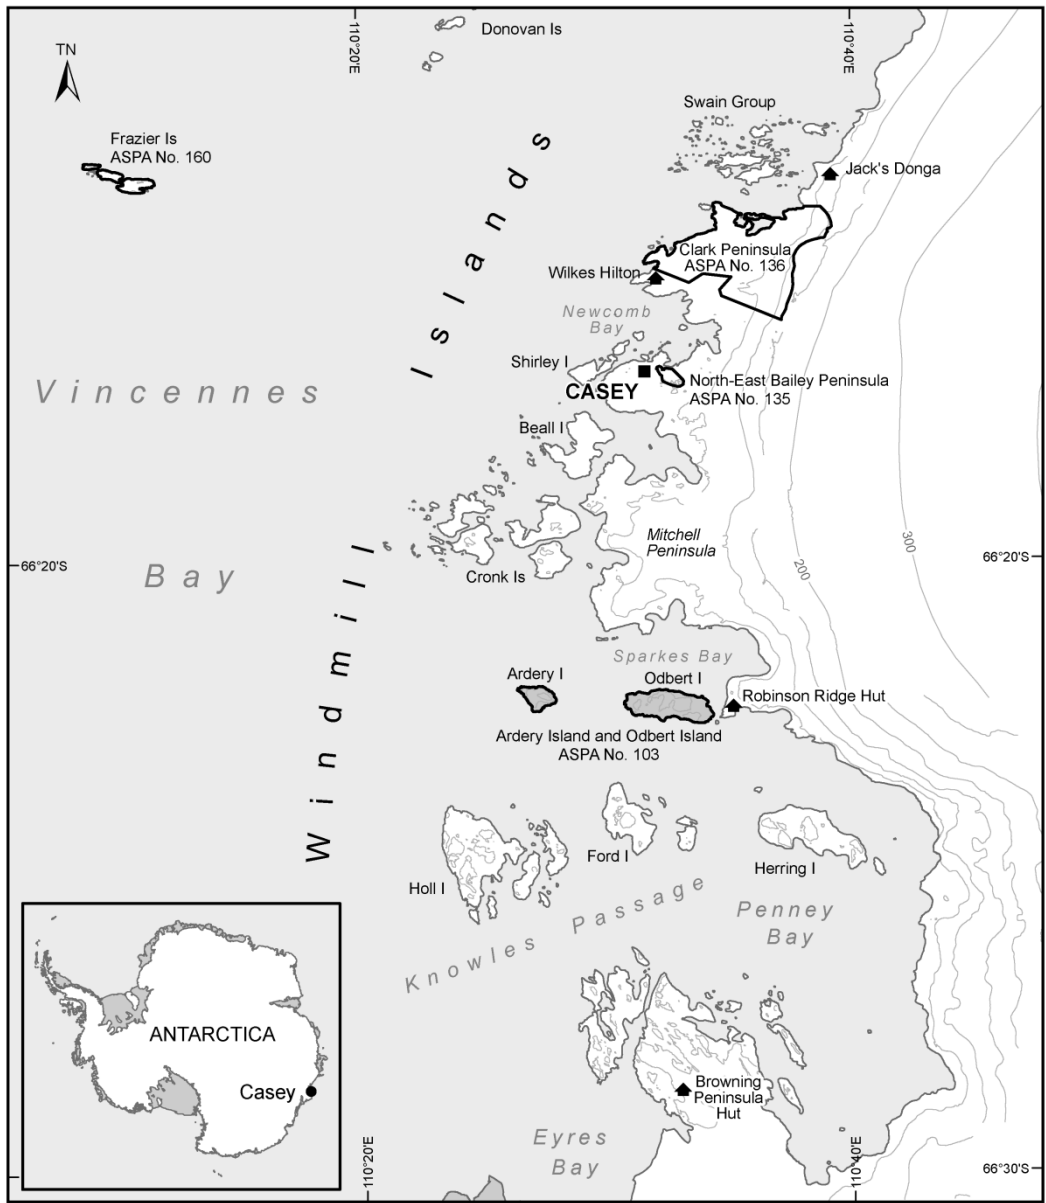 110°20'E
110°40'E
Donovan Is
TN
Swain Group
Frazier Is
ASPA No. 160
Jack's Donga
Clark Peninsula
ASPA No. 136
Wilkes Hilton
Newcomb
Bay
Shirley I
CASEY
North-East Bailey Peninsula
ASPA No. 135
Vincennes
Bay
Windmill Islands
Beall I
Mitchell
Peninsula
300
200
66°20'S
66°20'S
Cronk Is
Sparkes Bay
Ardery I
Odbert I
Robinson Ridge Hut
Ardery Island and Odbert Island
ASPA No. 103
Ford I
Herring I
Holl I
Knowles Passage
Penney
Bay
ANTARCTICA
Casey
Browning
Peninsula
Hut
Eyres
Bay
110°20'E
110°40'E
66°30'S